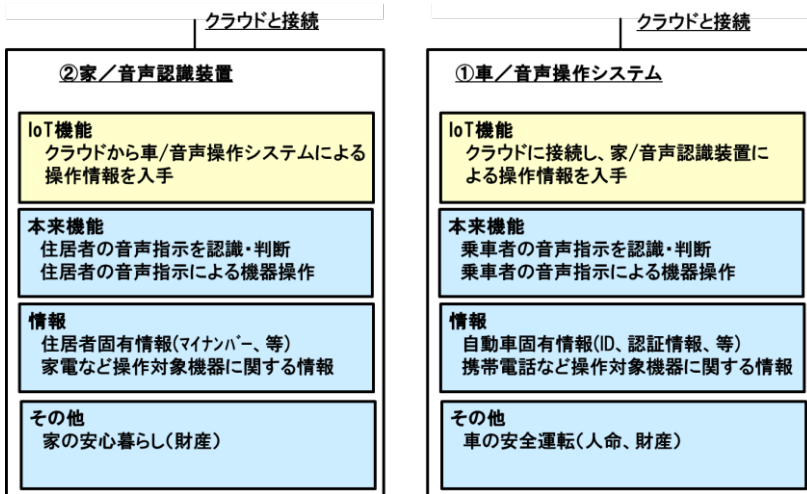 クラウドと接続
②家／音声認識装置
IoT機能
クラウドから車/音声操作システムによる
操作情報を入手
本来機能
住居者の音声指示を認識・判断
住居者の音声指示による機器操作
情報
住居者固有情報(マイナンバー、等)
家電など操作対象機器に関する情報
その他
家の安心暮らし(財産)
クラウドと接続
①車／音声操作システム
IoT機能
クラウドに接続し、家/音声認識装置に
よる操作情報を入手
本来機能
乗車者の音声指示を認識・判断
乗車者の音声指示による機器操作
情報
自動車固有情報(ID、認証情報、等)
携帯電話など操作対象機器に関する情報
その他
車の安全運転(人命、財産)